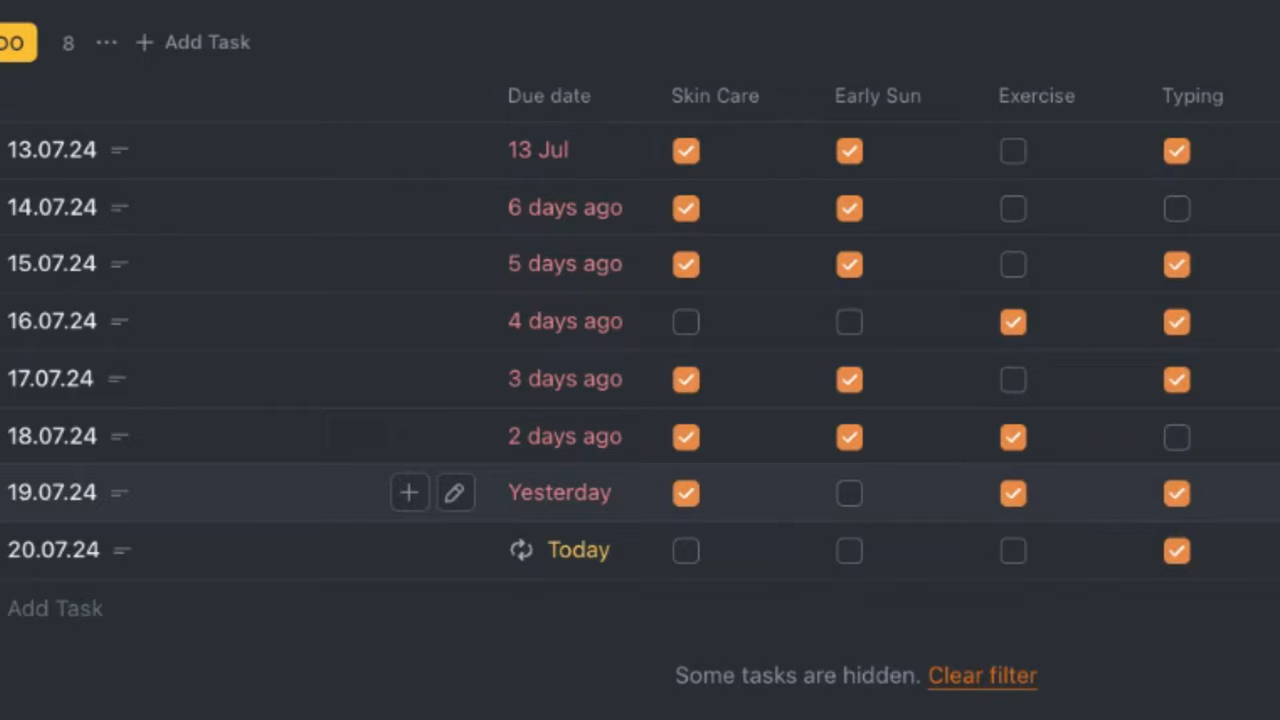 DO 8 ... + Add Task
Due date Skin Care Early Sun Exercise Typing
13.07.24 13 Jul
14.07.24 6 days ago
15.07.24 5 days ago
16.07.24 4 days ago
17.07.24 3 days ago
18.07.24 2 days ago
19.07.24 Yesterday
20.07.24 Today
Add Task
Some tasks are hidden. Clear filter